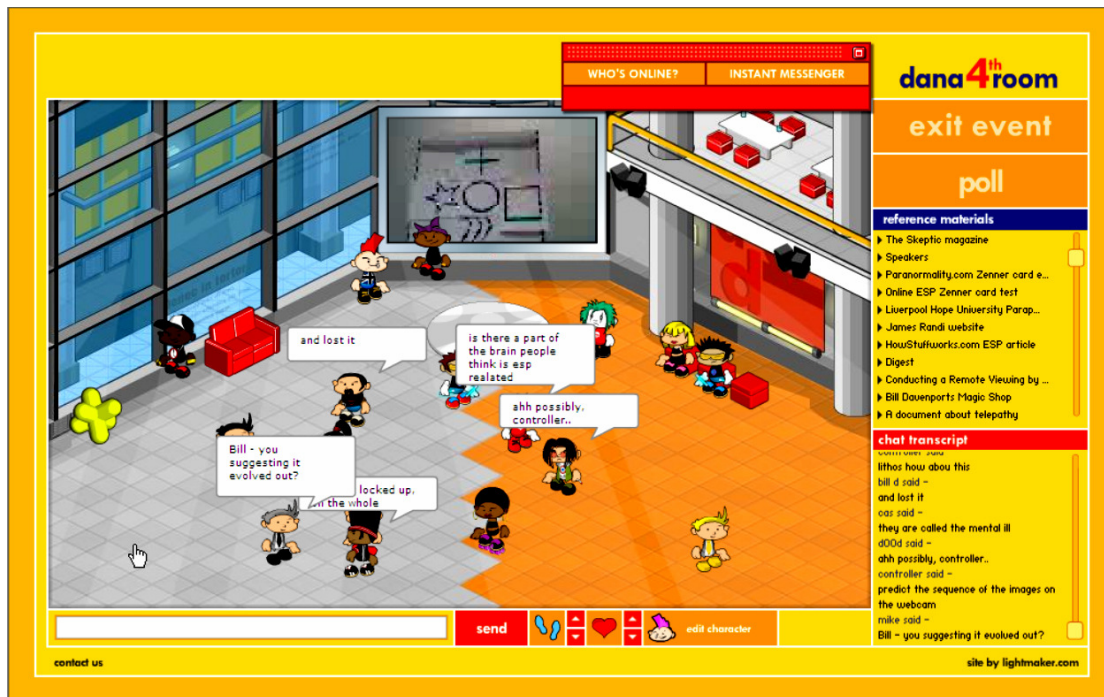 WHO'S ONLINE?
INSTANT MESSENGER
dana4th room
exit event
poll
reference materials
The Skeptic magazine
Speakers
Paranormality.com Zenner card e...
Online ESP Zenner card test
Liverpool Hope University Parap...
James Randi website
HowStuffworks.com ESP article
Digest
Conducting a Remote Viewing by ...
Bill Davenports Magic Shop
A document about telepathy
and lost it
is there a part of
the brain people
think is esp
realated
ahh possibly,
controller..
Bill - you
suggesting it
evolved out?
locked up,
the whole
d
chat transcript
controller said
lithos how abou this
bill d said -
and lost it
cas said -
they are called the mental ill
d00d said -
ahh possibly, controller..
controller said -
predict the sequence of the images on
the webcam
mike said -
Bill - you suggesting it evolved out?
send
edit character
contact us
site by lightmaker.com